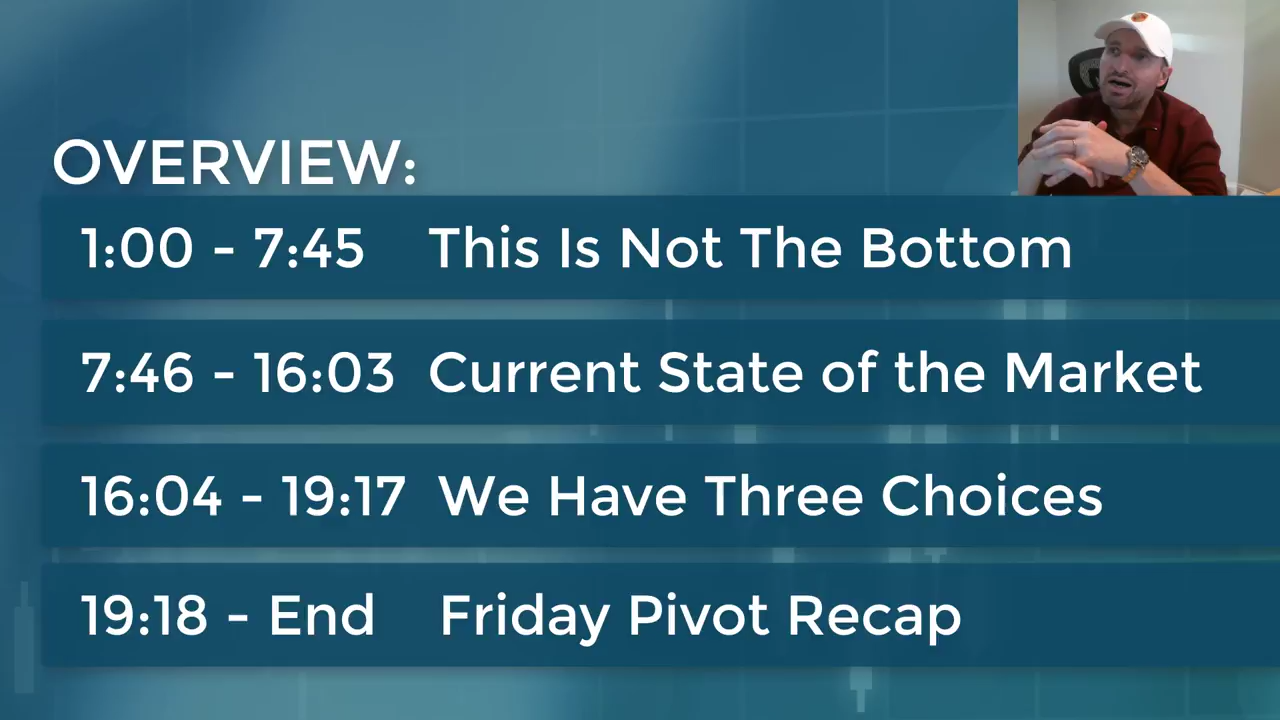 OVERVIEW:
1:00 - 7:45 This Is Not The Bottom
7:46 - 16:03 Current State of the Market
16:04 - 19:17 We Have Three Choices
19:18 - End Friday Pivot Recap